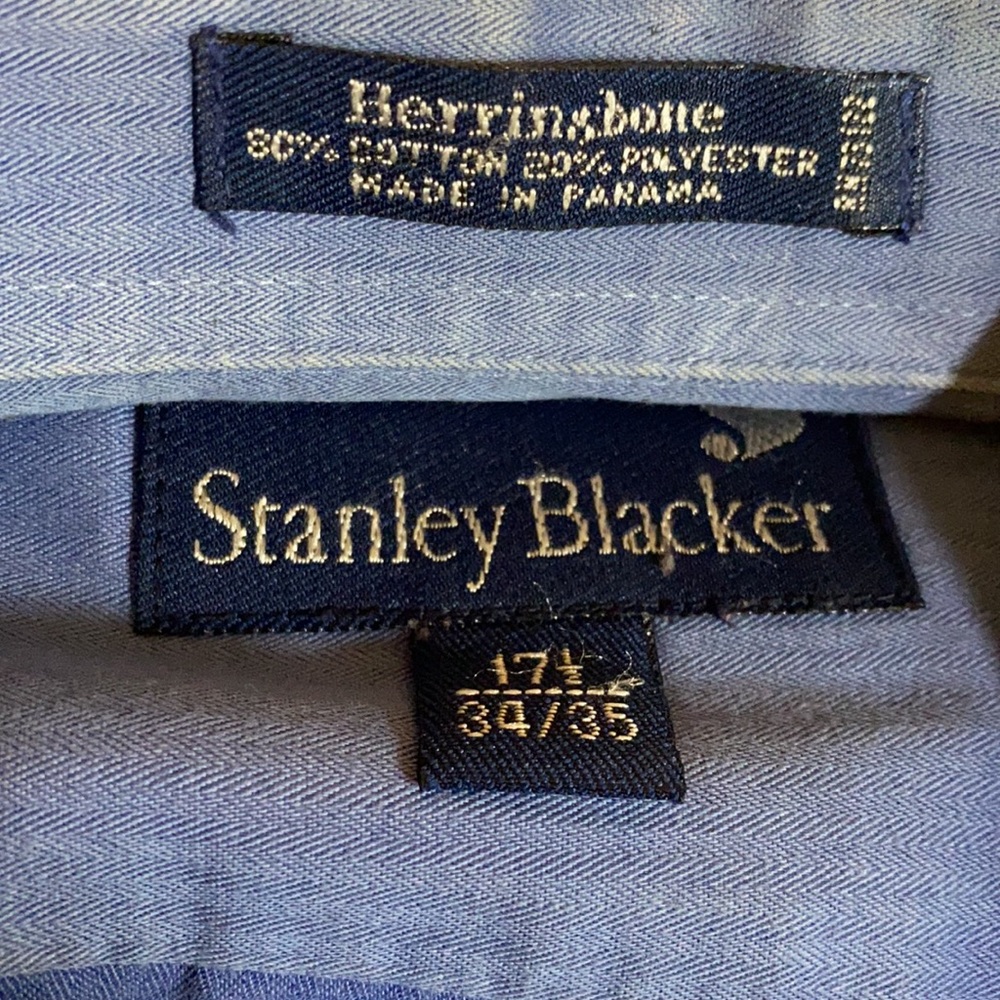 Herringbone
80% COTTON 20% POLYESTER
MADE IN PANAMA
Stanley Blacker
17½
34/35